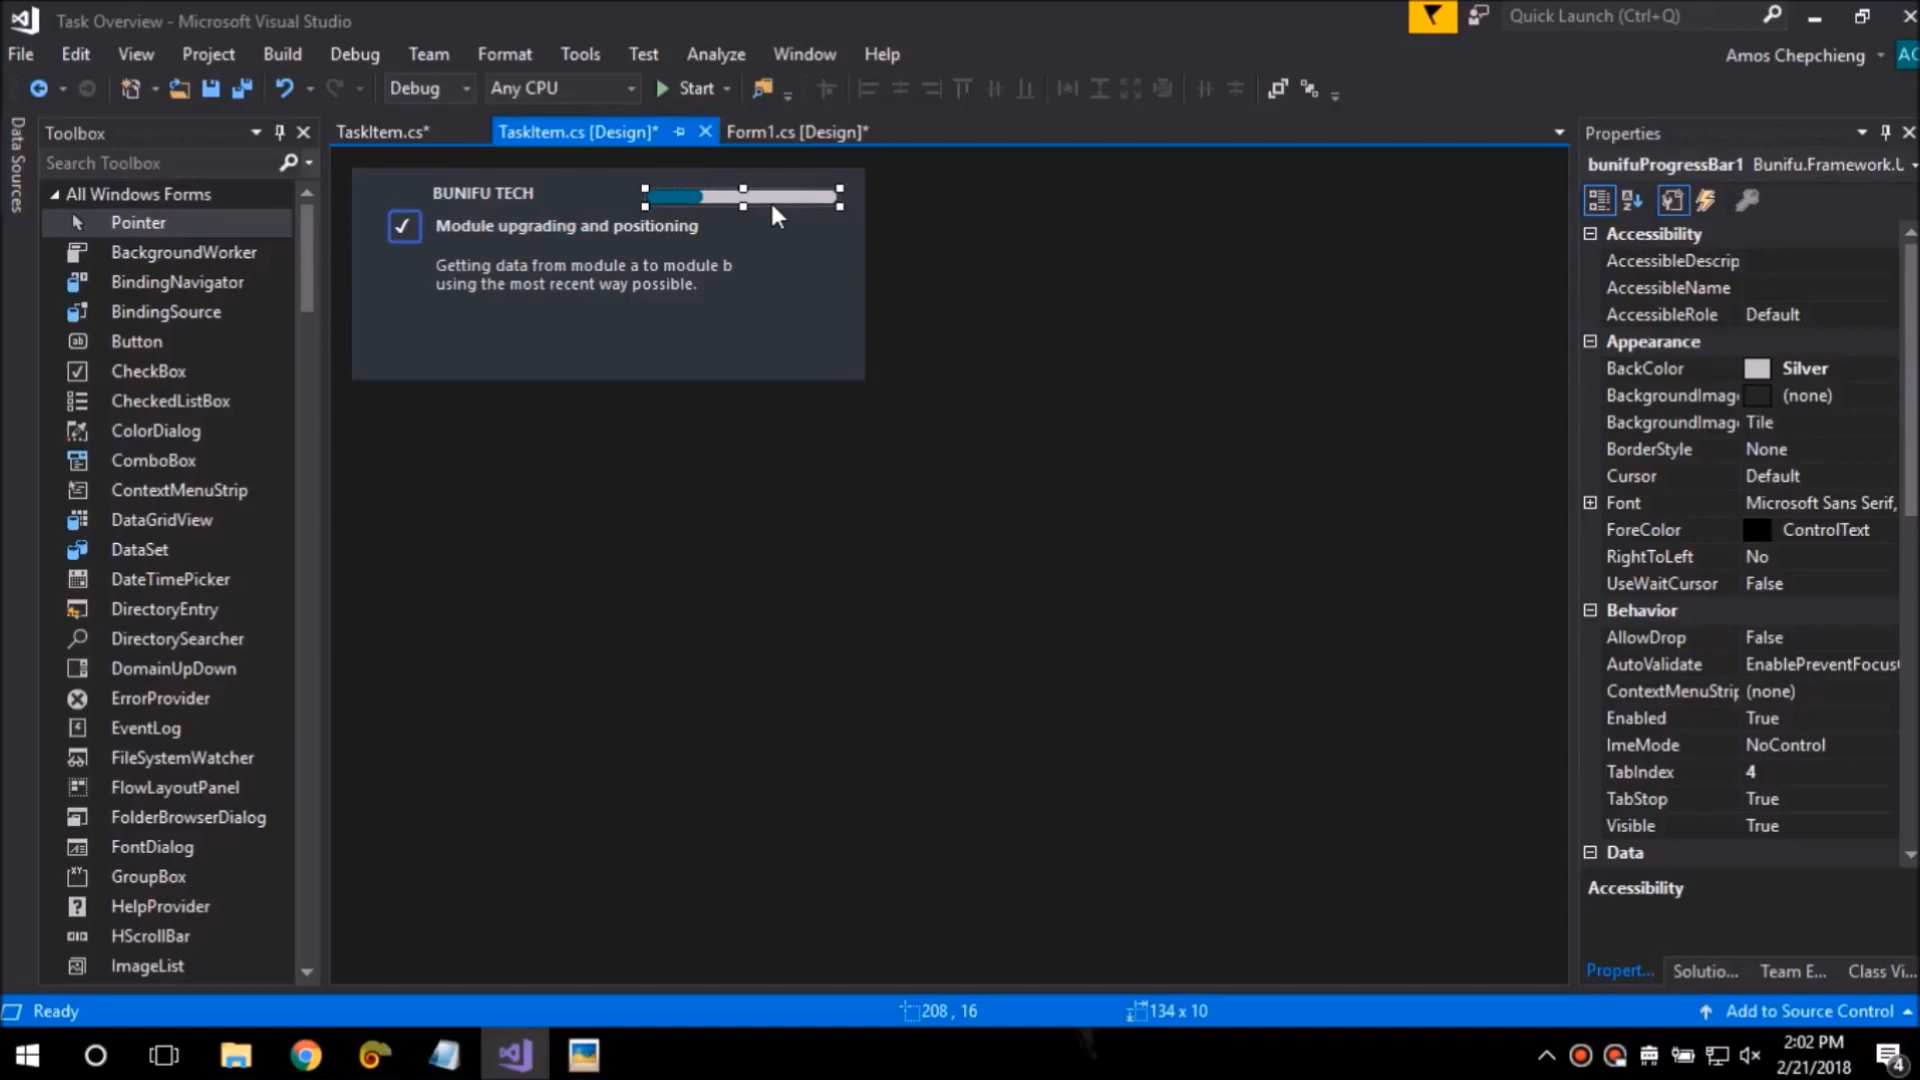 Task Overview - Microsoft Visual Studio
Quick Launch (Ctrl+Q)
File Edit View Project Build Debug Team Format Tools Test Analyze Window Help
Amos Chepchieng
AC
Debug Any CPU Start
Data Sources
Toolbox
Search Toolbox
All Windows Forms
Pointer
BackgroundWorker
BindingNavigator
BindingSource
Button
CheckBox
CheckedListBox
ColorDialog
ComboBox
ContextMenuStrip
DataGridView
DataSet
DateTimePicker
DirectoryEntry
DirectorySearcher
DomainUpDown
ErrorProvider
EventLog
FileSystemWatcher
FlowLayoutPanel
FolderBrowserDialog
FontDialog
GroupBox
HelpProvider
HScrollBar
ImageList
TaskItem.cs*
TaskItem.cs [Design]*
Form1.cs [Design]*
BUNIFU TECH
Module upgrading and positioning
Getting data from module a to module b
using the most recent way possible.
Properties
bunifuProgressBar1 Bunifu.Framework.U
Accessibility
AccessibleDescrip
AccessibleName
AccessibleRole Default
Appearance
BackColor Silver
BackgroundImag (none)
BackgroundImag Tile
BorderStyle None
Cursor Default
Font Microsoft Sans Serif,
ForeColor ControlText
RightToLeft No
UseWaitCursor False
Behavior
AllowDrop False
AutoValidate EnablePreventFocus
ContextMenuStrip (none)
Enabled True
ImeMode NoControl
TabIndex 4
TabStop True
Visible True
Data
Accessibility
Propert... Solutio... Team E... Class Vi...
Ready
208 , 16
134 x 10
Add to Source Control
2:02 PM
2/21/2018
4